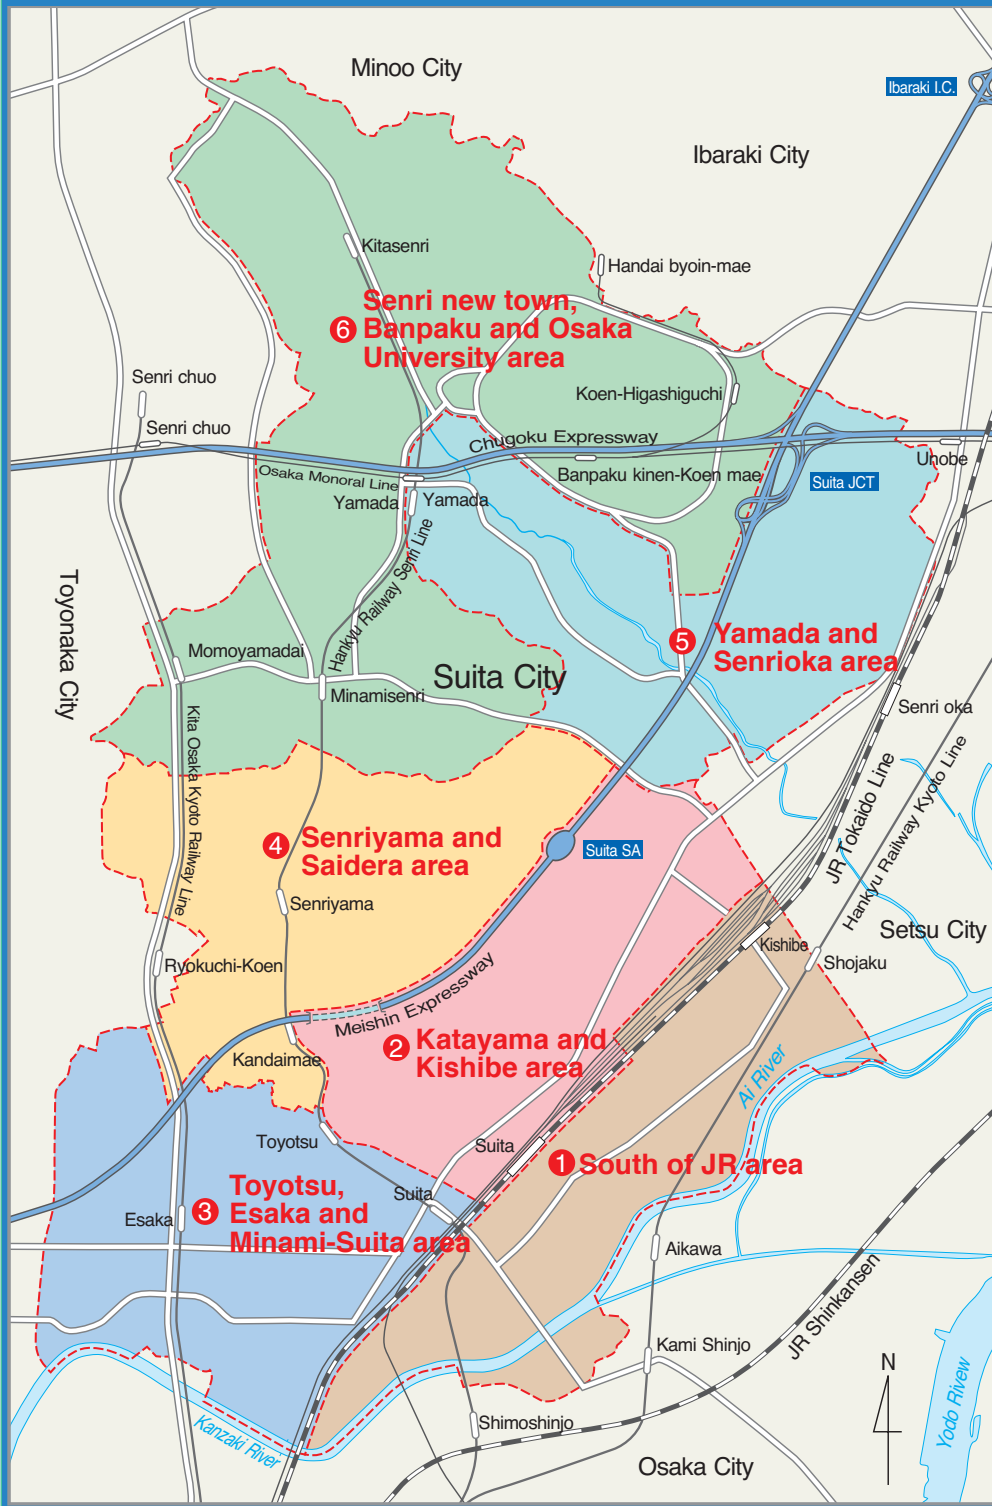 Minoo City
Ibaraki I.C.
Ibaraki City
Kitasenri
Handai byoin-mae
6
Senri new town,
Banpaku and Osaka
University area
Senri chuo
Koen-Higashiguchi
Senri chuo
Chugoku Expressway
Unobe
Osaka Monoral Line
Banpaku kinen-Koen mae
Suita JCT
Yamada
Yamada
Hankyu Railway Senri Line
Toyonaka City
5
Yamada and
Senrioka area
Momoyamadai
Suita City
Minamisenri
Senri oka
Kita Osaka Kyoto Railway Line
JR Tokaido Line
Hankyu Railway Kyoto Line
4
Senriyama and
Saidera area
Suita SA
Senriyama
Setsu City
Kishibe
Ryokuchi-Koen
Shojaku
Meishin Expressway
2
Katayama and
Kishibe area
Kandaimae
Ai River
Toyotsu
Suita
1
South of JR area
3
Toyotsu,
Esaka and
Minami-Suita area
Suita
Esaka
Aikawa
JR Shinkansen
Kami Shinjo
N
Kanzaki River
Shimoshinjo
Yodo Rivew
Osaka City